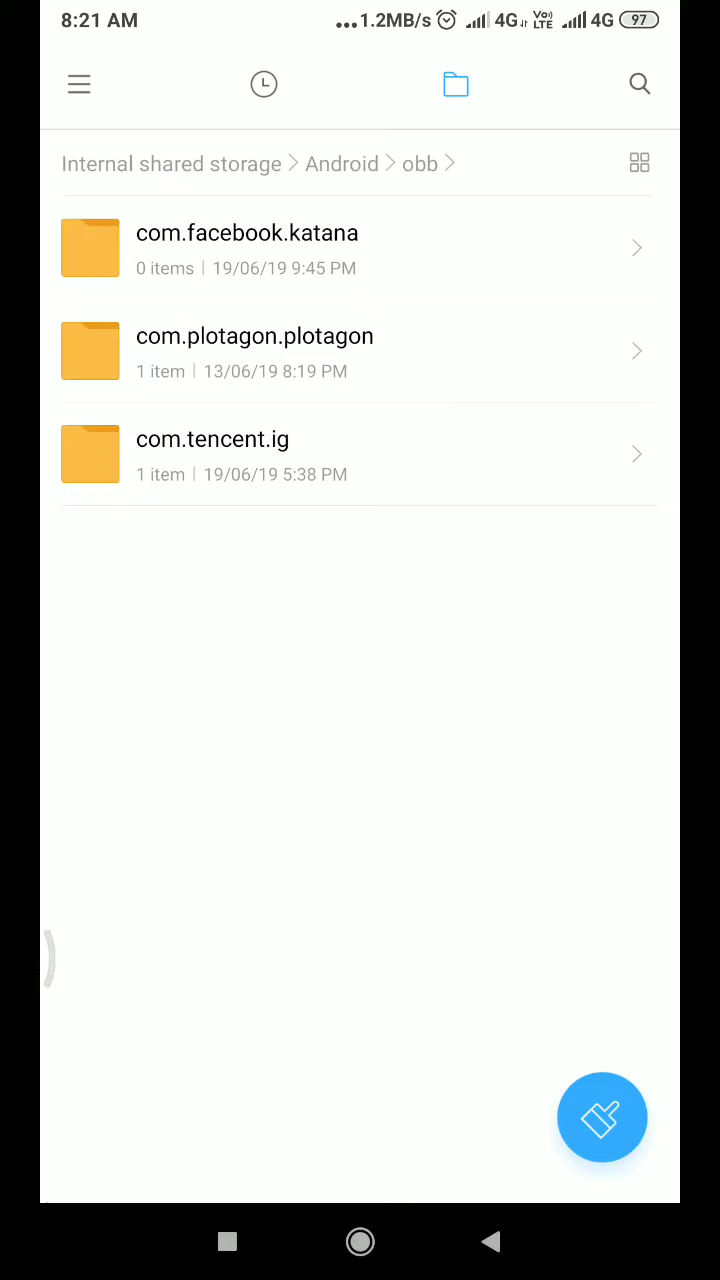 8:21 AM ...1.2MB/s 4G Vo) LTE 4G 97
Internal shared storage > Android > obb >
com.facebook.katana
0 items | 19/06/19 9:45 PM
com.plotagon.plotagon
1 item | 13/06/19 8:19 PM
com.tencent.ig
1 item | 19/06/19 5:38 PM